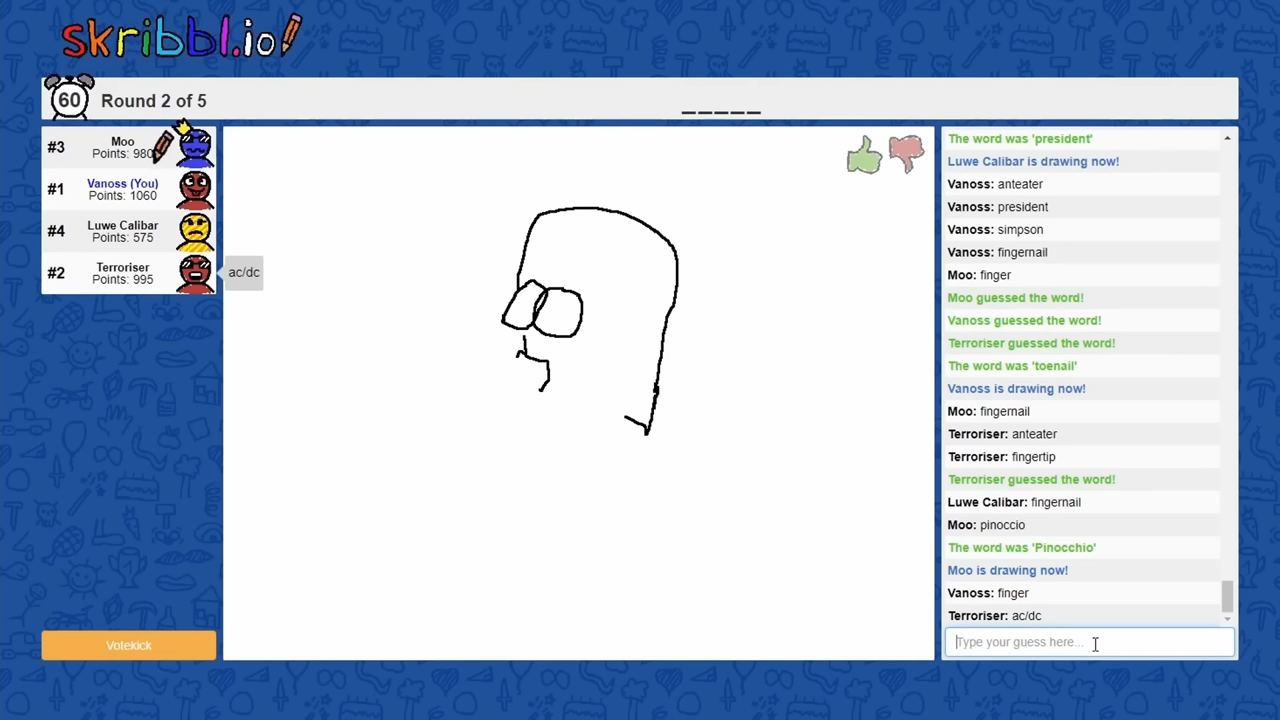 skribbl.io
60
Round 2 of 5
_____
#3
Moo
Points: 980
#1
Vanoss (You)
Points: 1060
#4
Luwe Calibar
Points: 575
#2
Terroriser
Points: 995
ac/dc
The word was 'president'
Luwe Calibar is drawing now!
Vanoss: anteater
Vanoss: president
Vanoss: simpson
Vanoss: fingernail
Moo: finger
Moo guessed the word!
Vanoss guessed the word!
Terroriser guessed the word!
The word was 'toenail'
Vanoss is drawing now!
Moo: fingernail
Terroriser: anteater
Terroriser: fingertip
Terroriser guessed the word!
Luwe Calibar: fingernail
Moo: pinoccio
The word was 'Pinocchio'
Moo is drawing now!
Vanoss: finger
Terroriser: ac/dc
Type your guess here...
Votekick